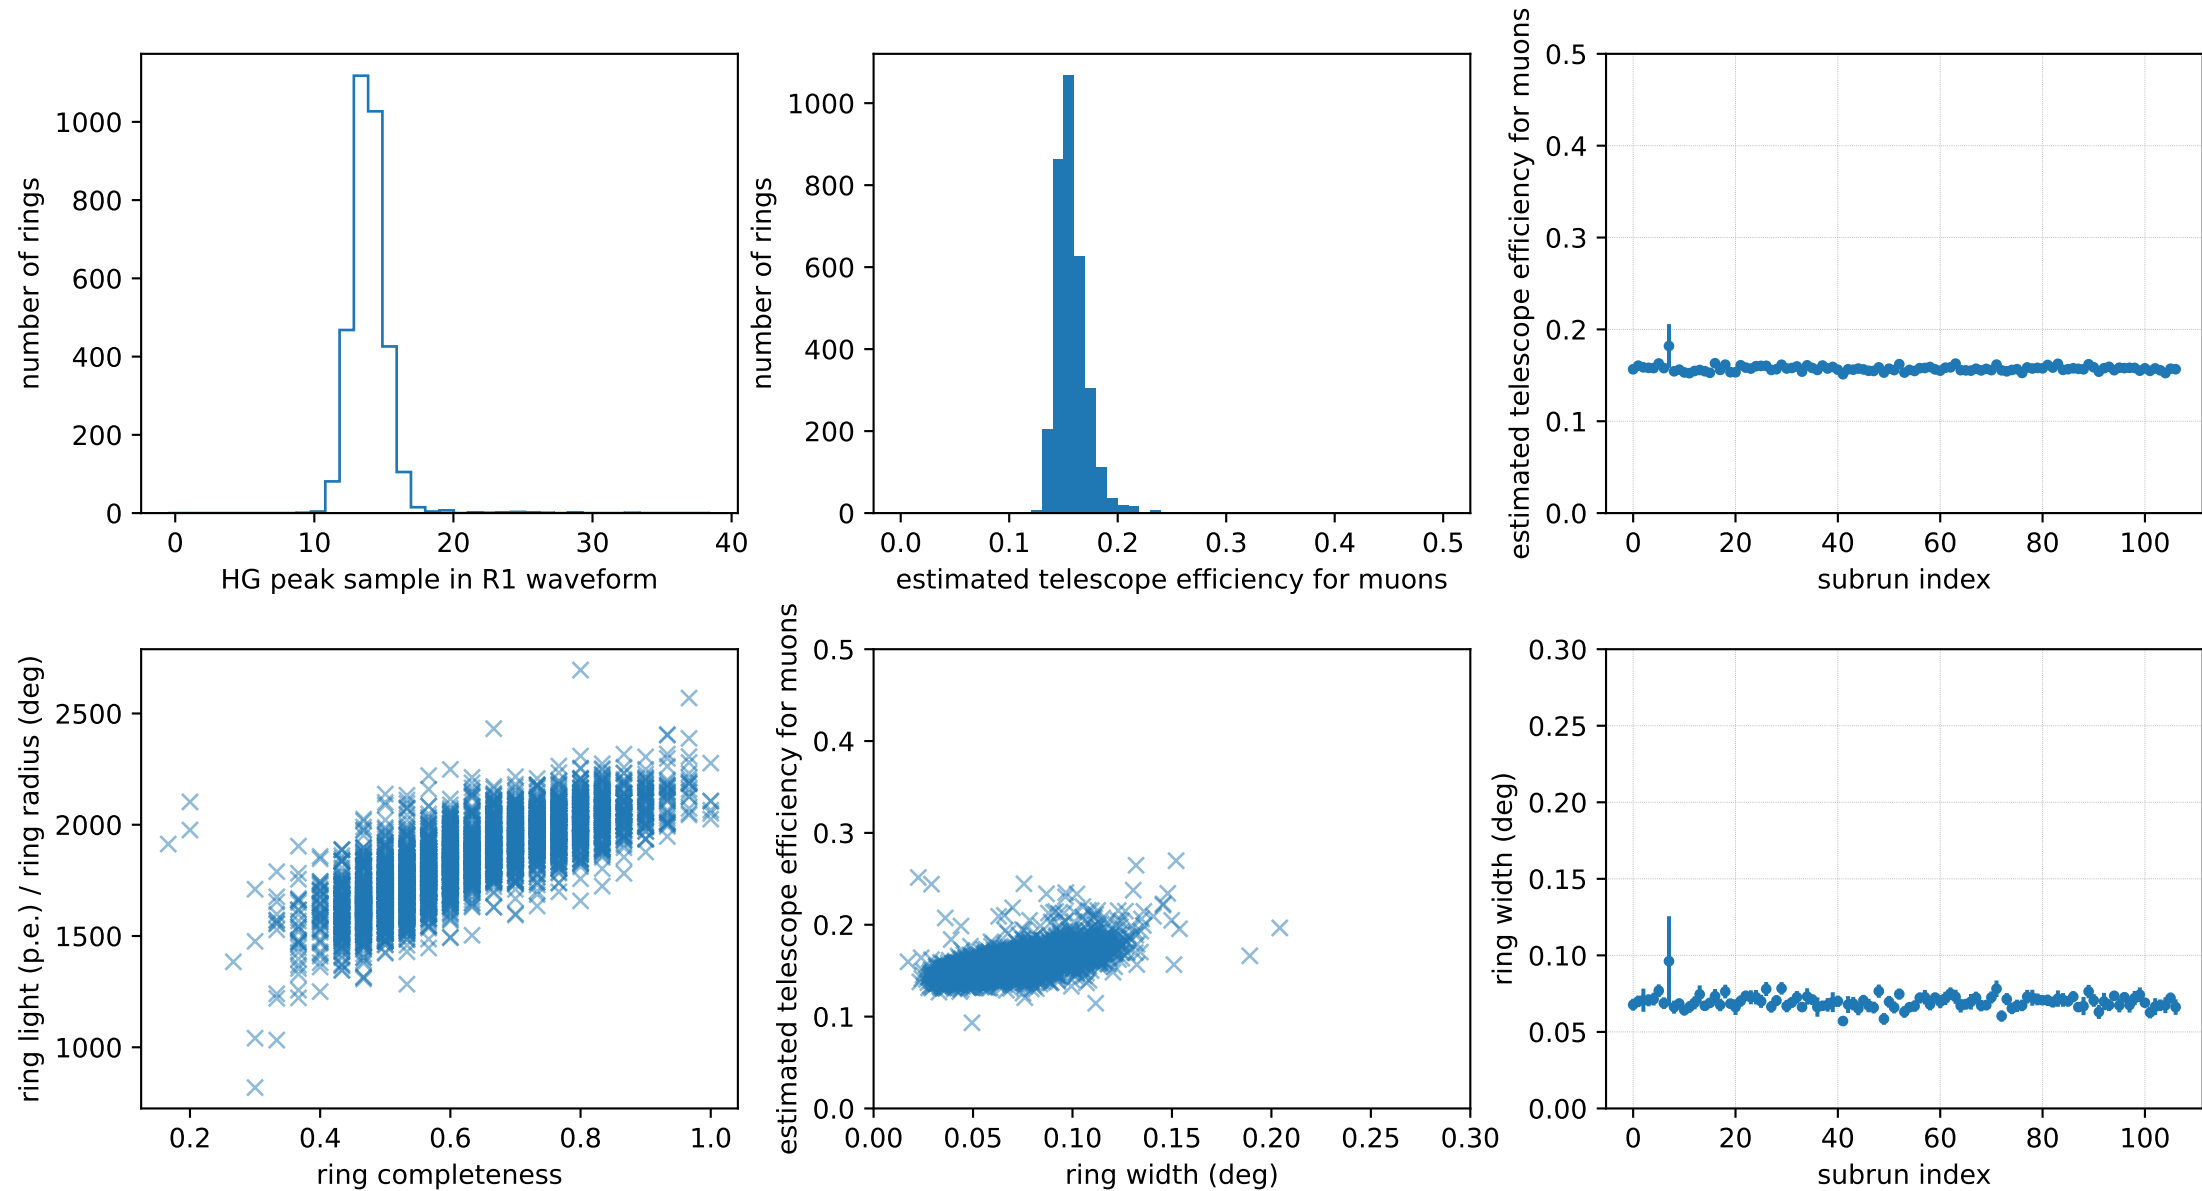 number of rings
1000
800
600
400
200
0
0 10 20 30 40
HG peak sample in R1 waveform
number of rings
1000
800
600
400
200
0
0.0 0.1 0.2 0.3 0.4 0.5
estimated telescope efficiency for muons
estimated telescope efficiency for muons
0.5
0.4
0.3
0.2
0.1
0.0
0 20 40 60 80 100
subrun index
ring light (p.e.) / ring radius (deg)
2500
2000
1500
1000
0.2 0.4 0.6 0.8 1.0
ring completeness
estimated telescope efficiency for muons
0.5
0.4
0.3
0.2
0.1
0.0
0.00 0.05 0.10 0.15 0.20 0.25 0.30
ring width (deg)
ring width (deg)
0.30
0.25
0.20
0.15
0.10
0.05
0.00
0 20 40 60 80 100
subrun index